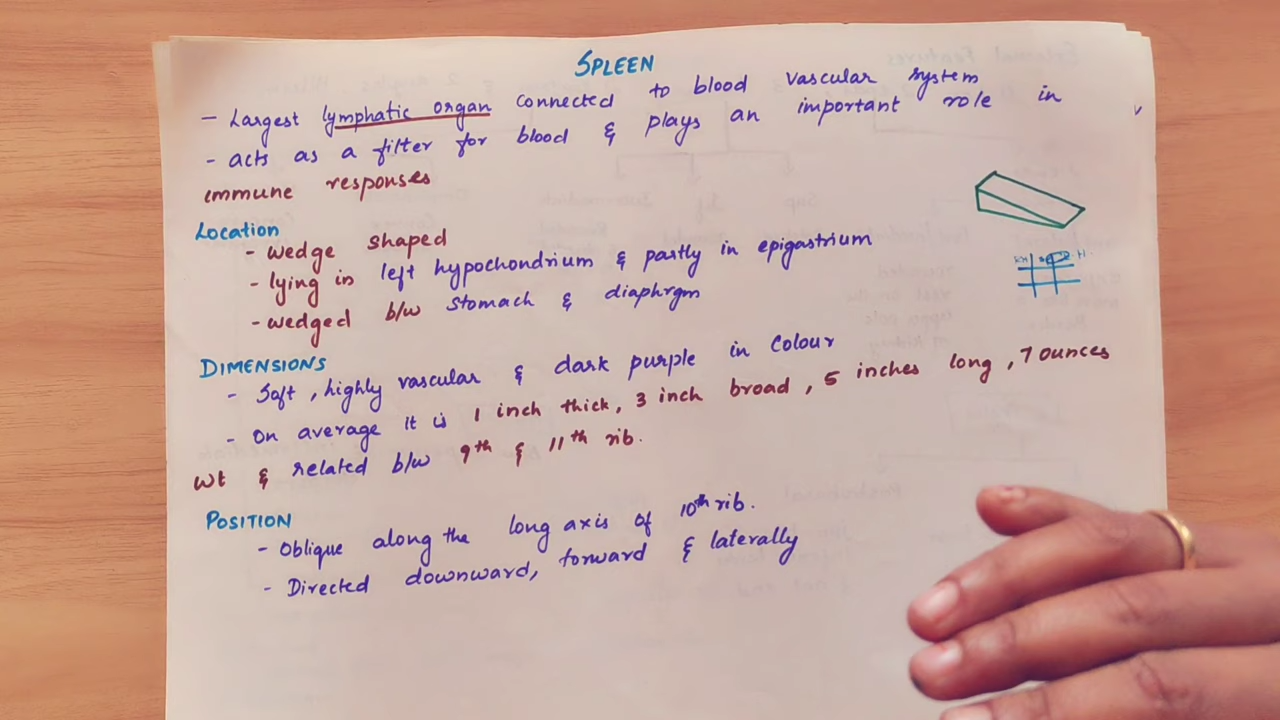 SPLEEN
- Largest lymphatic organ connected to blood vascular system
- acts as a filter for blood & plays an important role in
immune responses
Location
- wedge shaped
- lying in left hypochondrium & partly in epigastrium
- wedged b/w stomach & diaphrgm
DIMENSIONS
- Soft, highly vascular & dark purple in colour
- On average it is 1 inch thick, 3 inch broad, 5 inches long, 7 ounces
wt & related b/w 9th & 11th rib.
POSITION
- Oblique along the long axis of 10th rib.
- Directed downward, forward & laterally